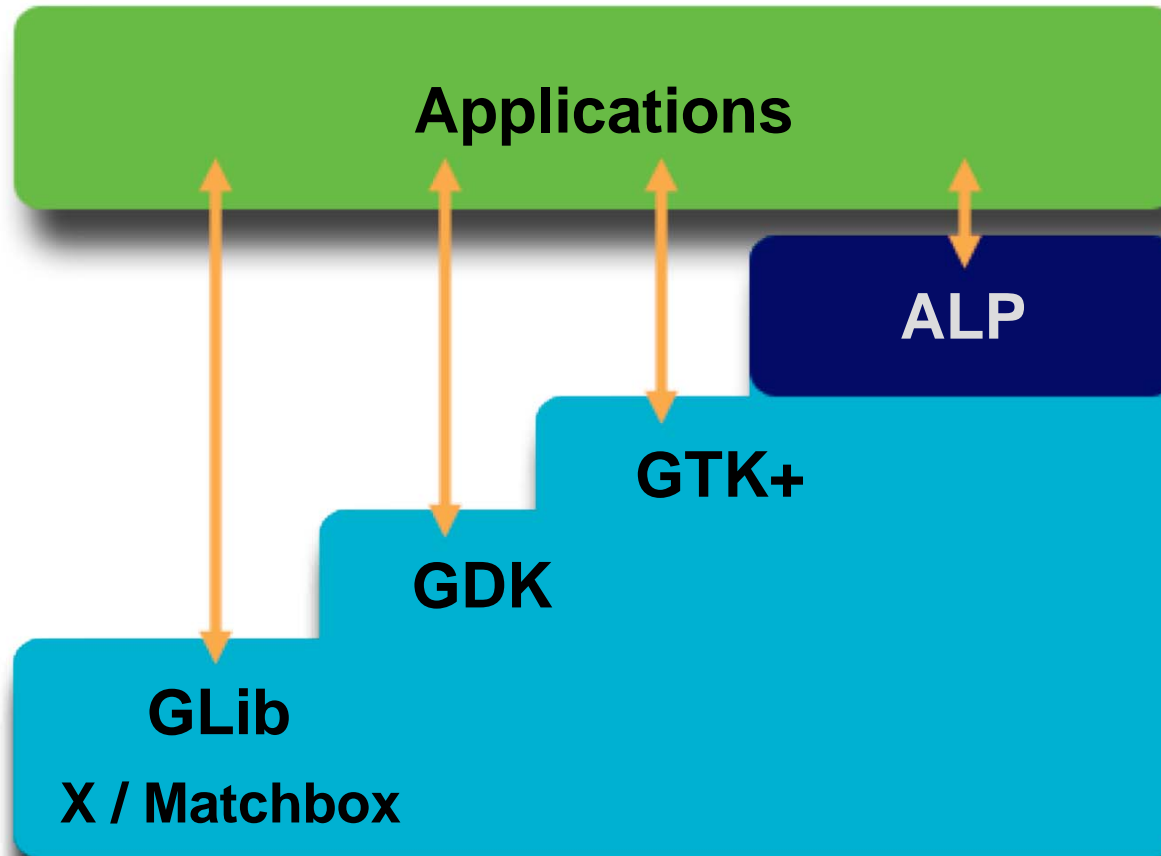 Applications
ALP
GTK+
GDK
GLib
X / Matchbox